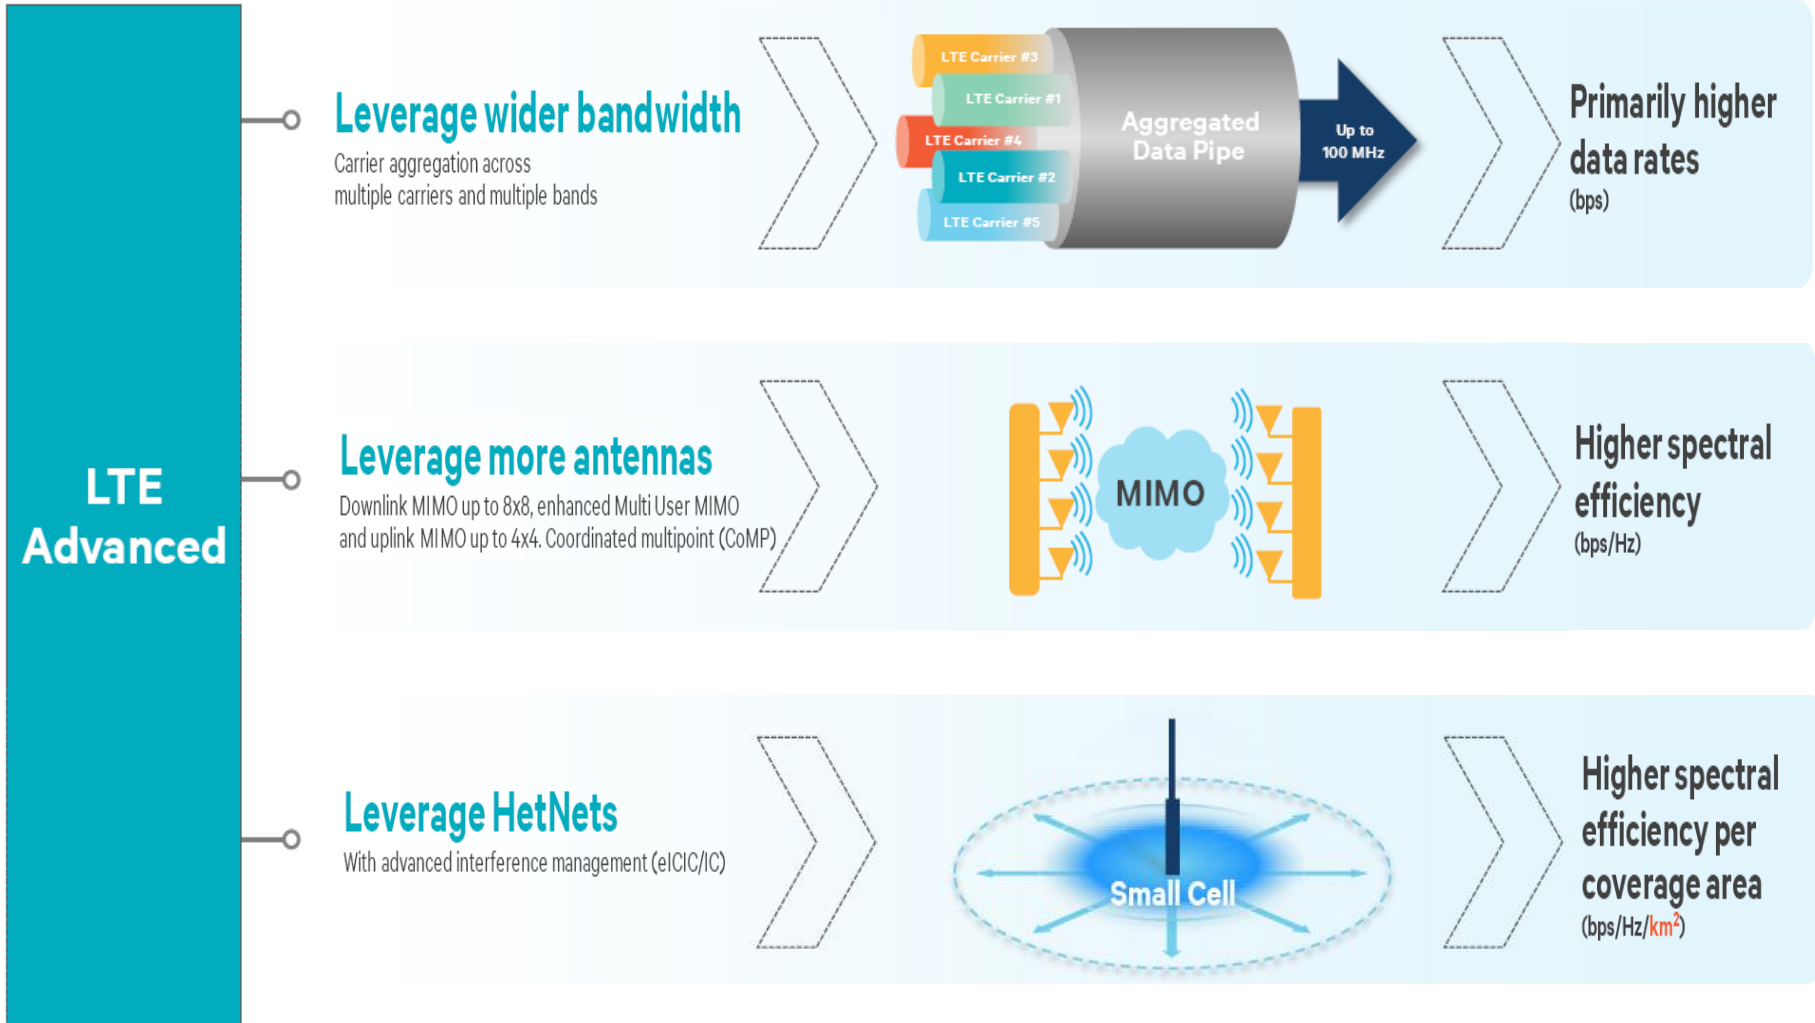 LTE
Advanced
Leverage wider bandwidth
Carrier aggregation across
multiple carriers and multiple bands
LTE Carrier #3
LTE Carrier #1
LTE Carrier #4
LTE Carrier #2
LTE Carrier #5
Aggregated
Data Pipe
Up to
100 MHz
Primarily higher
data rates
(bps)
Leverage more antennas
Downlink MIMO up to 8x8, enhanced Multi User MIMO
and uplink MIMO up to 4x4. Coordinated multipoint (CoMP)
MIMO
Higher spectral
efficiency
(bps/Hz)
Leverage HetNets
With advanced interference management (eICIC/IC)
Small Cell
Higher spectral
efficiency per
coverage area
(bps/Hz/km²)